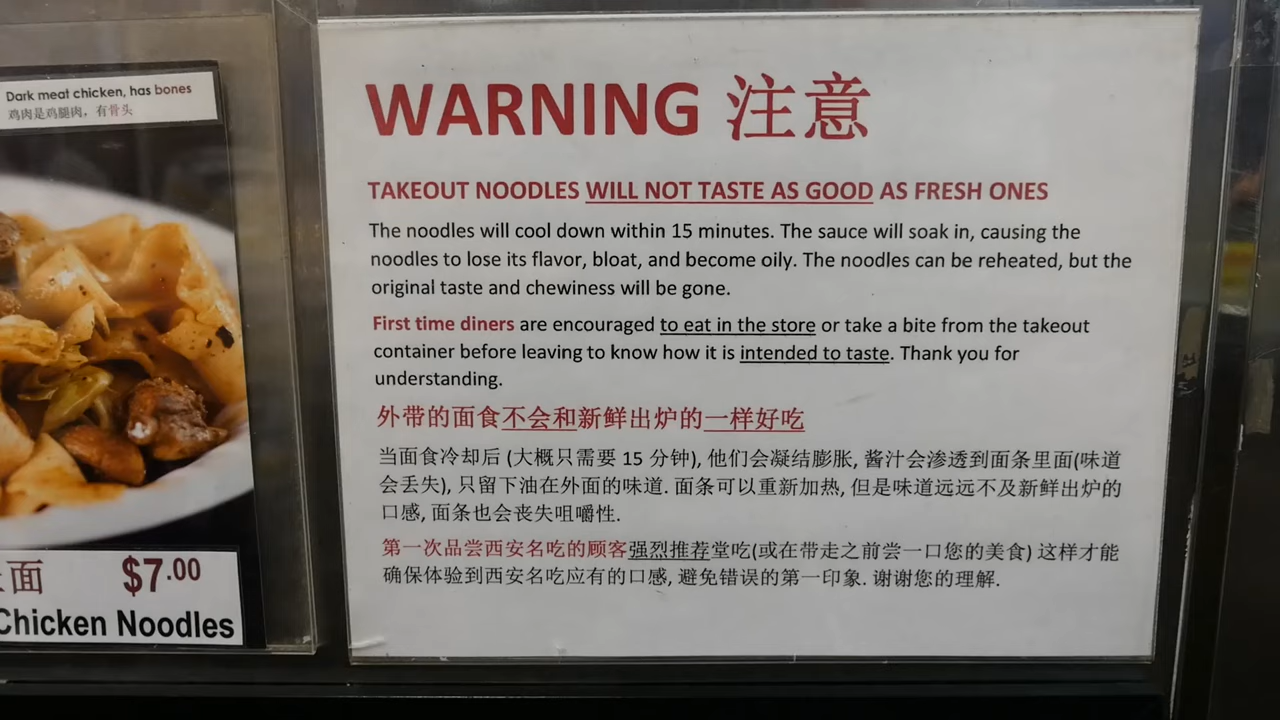 Dark meat chicken, has bones
鸡肉是鸡腿肉，有骨头
面 $7.00
Chicken Noodles
WARNING 注意
TAKEOUT NOODLES WILL NOT TASTE AS GOOD AS FRESH ONES
The noodles will cool down within 15 minutes. The sauce will soak in, causing the
noodles to lose its flavor, bloat, and become oily. The noodles can be reheated, but the
original taste and chewiness will be gone.
First time diners are encouraged to eat in the store or take a bite from the takeout
container before leaving to know how it is intended to taste. Thank you for
understanding.
外带的面食不会和新鲜出炉的一样好吃
当面食冷却后 (大概只需要 15 分钟), 他们会凝结膨胀, 酱汁会渗透到面条里面(味道
会丢失), 只留下油在外面的味道. 面条可以重新加热, 但是味道远远不及新鲜出炉的
口感, 面条也会丧失咀嚼性.
第一次品尝西安名吃的顾客强烈推荐堂吃(或在带走之前尝一口您的美食) 这样才能
确保体验到西安名吃应有的口感, 避免错误的第一印象. 谢谢您的理解.